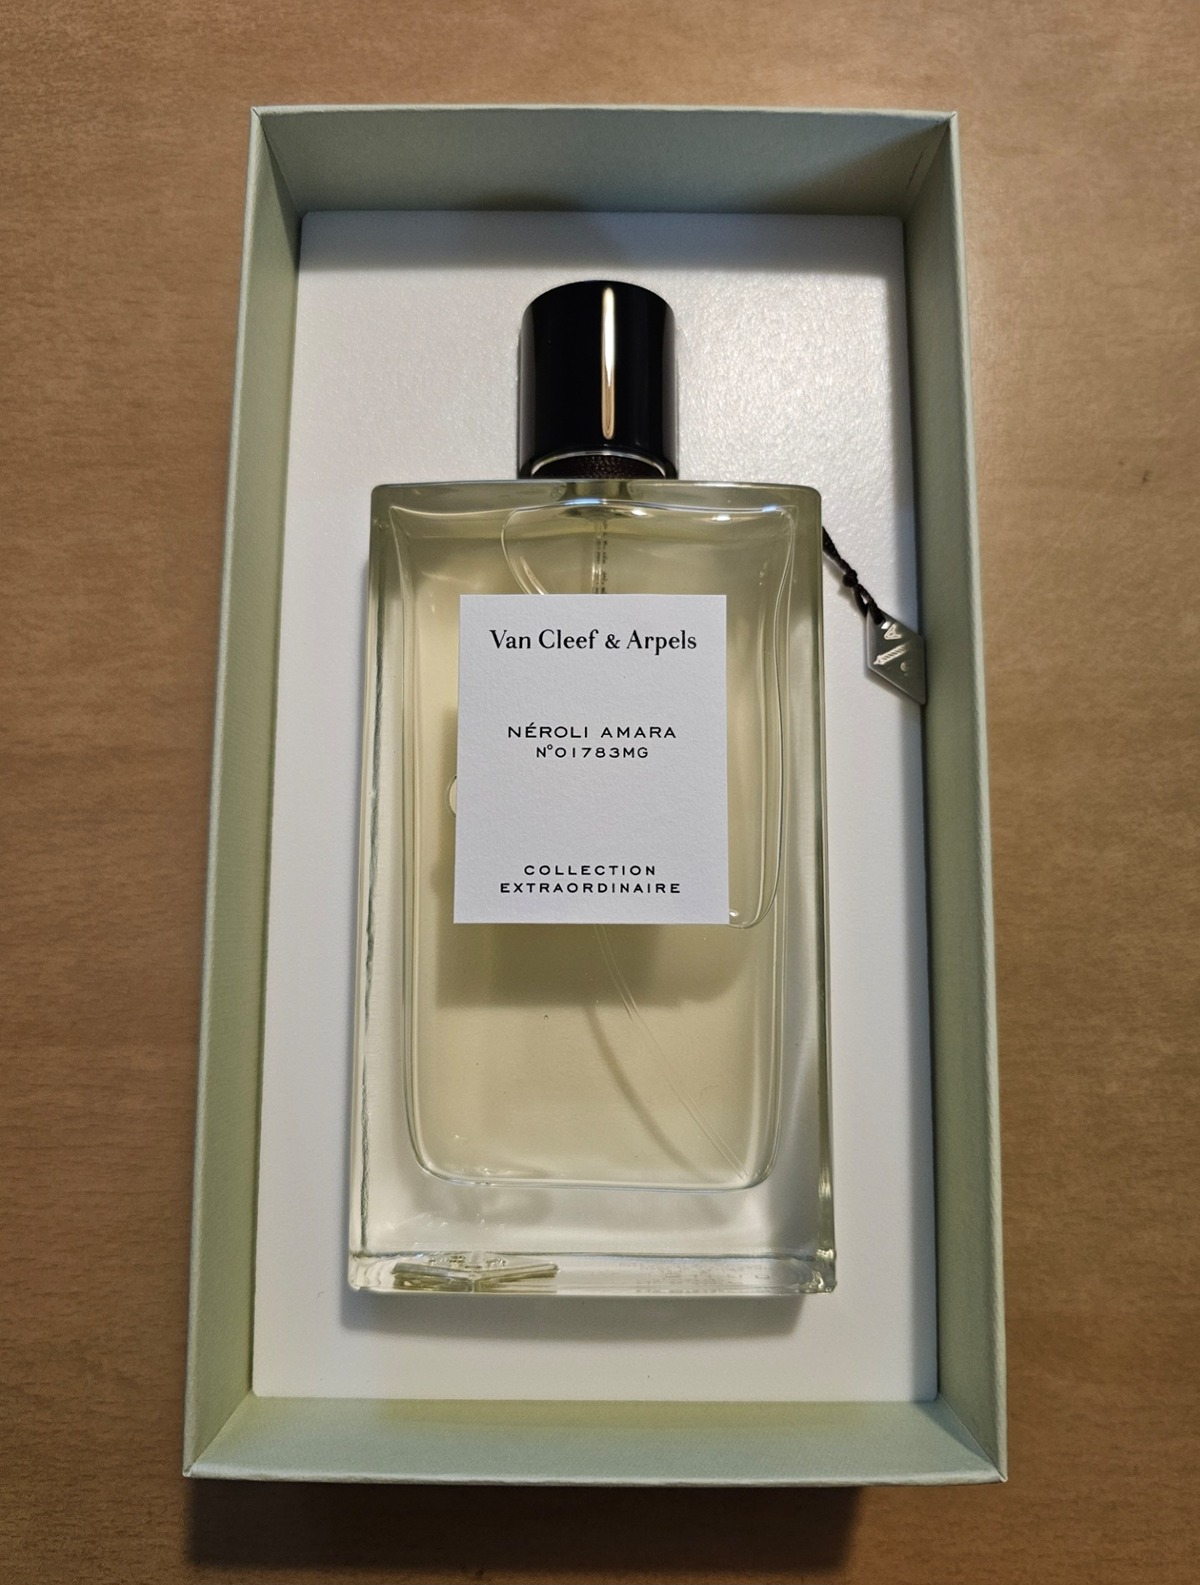 Van Cleef & Arpels
NÉROLI AMARA
N°01783MG
COLLECTION
EXTRAORDINAIRE